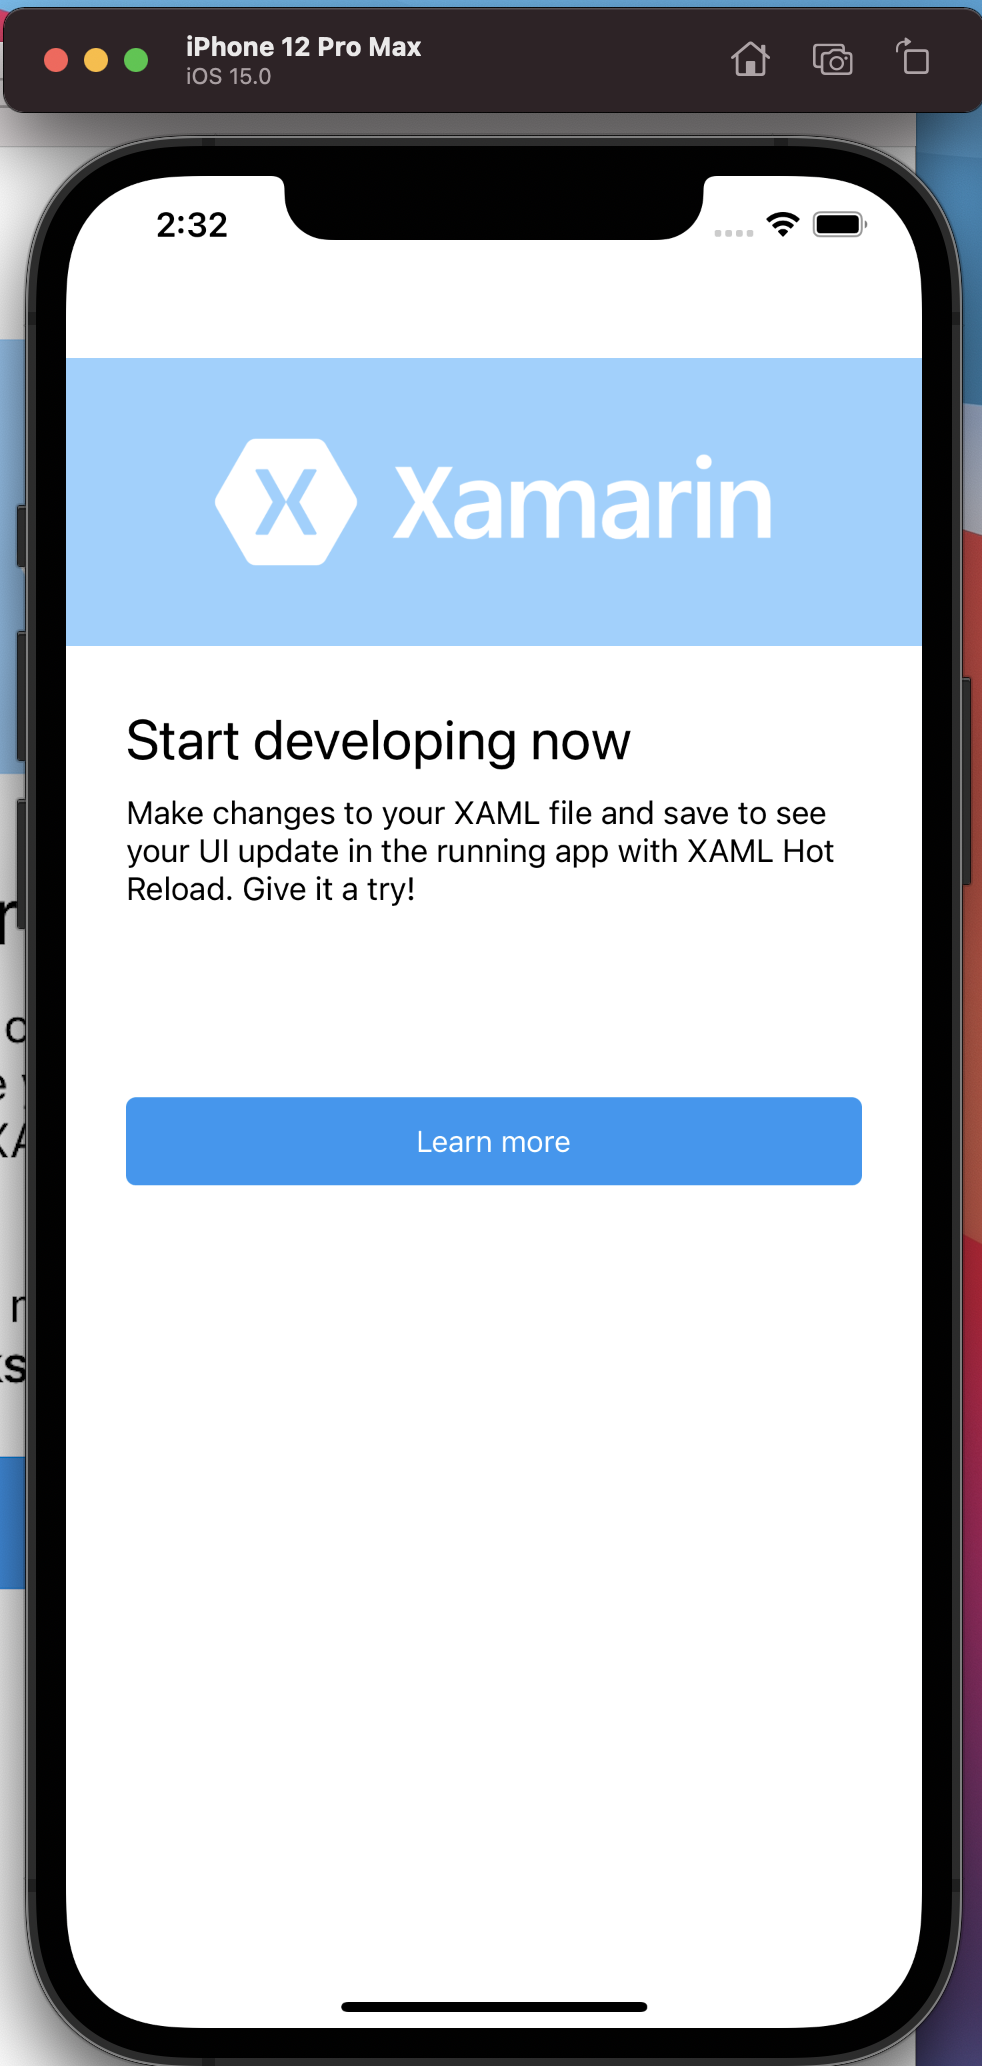 iPhone 12 Pro Max
iOS 15.0
2:32
X Xamarin
Start developing now
Make changes to your XAML file and save to see
your UI update in the running app with XAML Hot
Reload. Give it a try!
Learn more